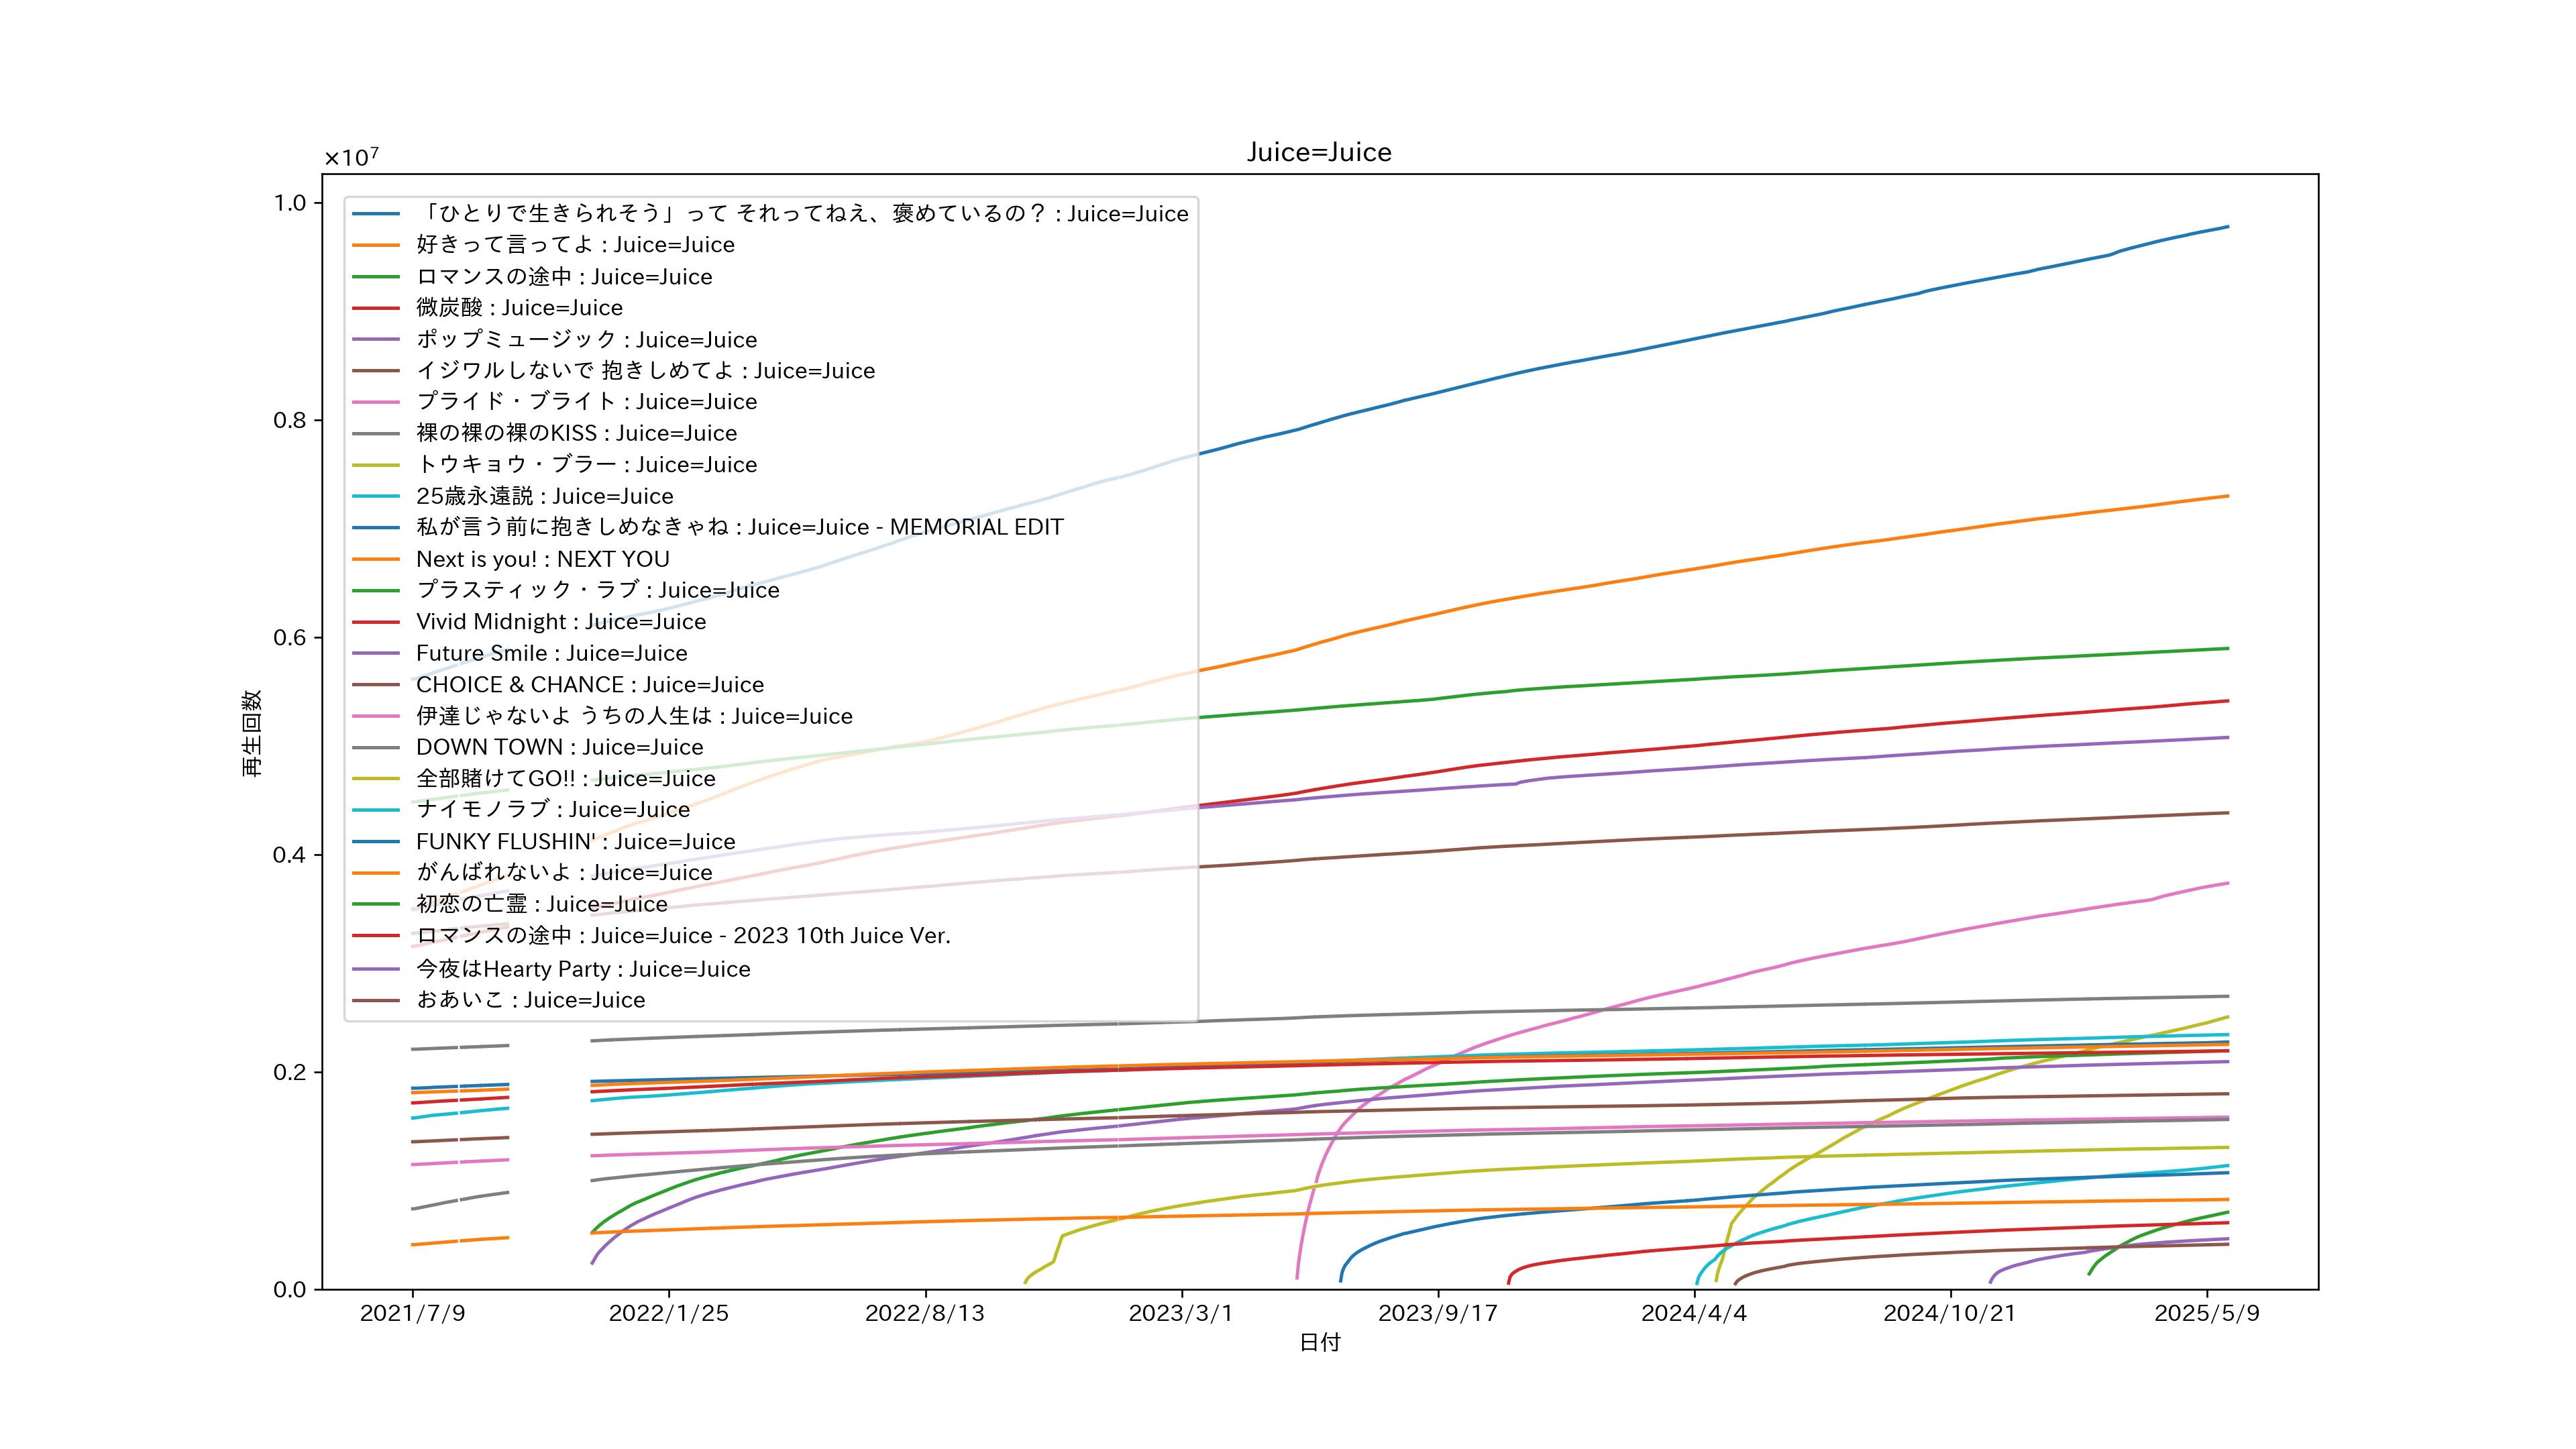 Juice=Juice
×10⁷
1.0
0.8
0.6
0.4
0.2
0.0
再生回数
「ひとりで生きられそう」って それってねえ、褒めているの？ : Juice=Juice
好きって言ってよ : Juice=Juice
ロマンスの途中 : Juice=Juice
微炭酸 : Juice=Juice
ポップミュージック : Juice=Juice
イジワルしないで 抱きしめてよ : Juice=Juice
プライド・ブライト : Juice=Juice
裸の裸の裸のKISS : Juice=Juice
トウキョウ・ブラー : Juice=Juice
25歳永遠説 : Juice=Juice
私が言う前に抱きしめなきゃね : Juice=Juice - MEMORIAL EDIT
Next is you! : NEXT YOU
プラスティック・ラブ : Juice=Juice
Vivid Midnight : Juice=Juice
Future Smile : Juice=Juice
CHOICE & CHANCE : Juice=Juice
伊達じゃないよ うちの人生は : Juice=Juice
DOWN TOWN : Juice=Juice
全部賭けてGO!! : Juice=Juice
ナイモノラブ : Juice=Juice
FUNKY FLUSHIN' : Juice=Juice
がんばれないよ : Juice=Juice
初恋の亡霊 : Juice=Juice
ロマンスの途中 : Juice=Juice - 2023 10th Juice Ver.
今夜はHearty Party : Juice=Juice
おあいこ : Juice=Juice
2021/7/9 2022/1/25 2022/8/13 2023/3/1 2023/9/17 2024/4/4 2024/10/21 2025/5/9
日付